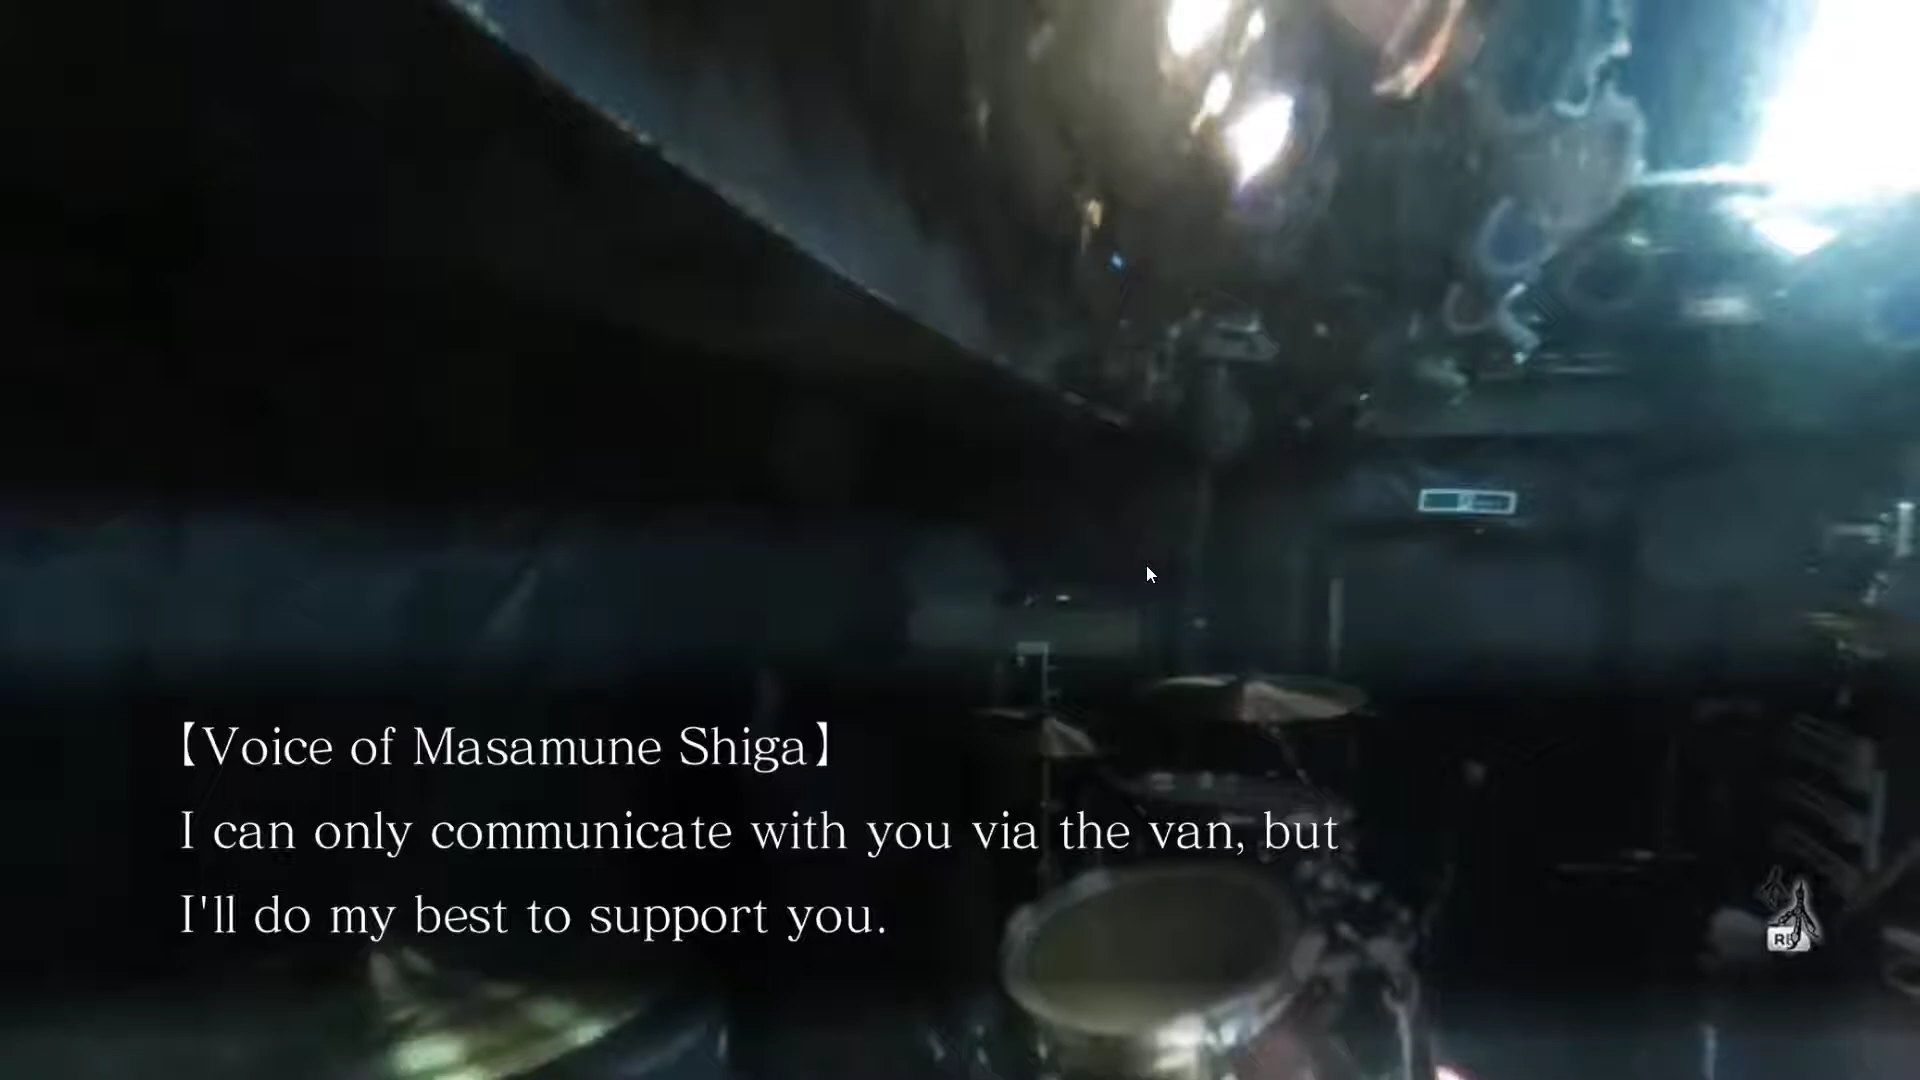 【Voice of Masamune Shiga】
I can only communicate with you via the van, but
I'll do my best to support you.